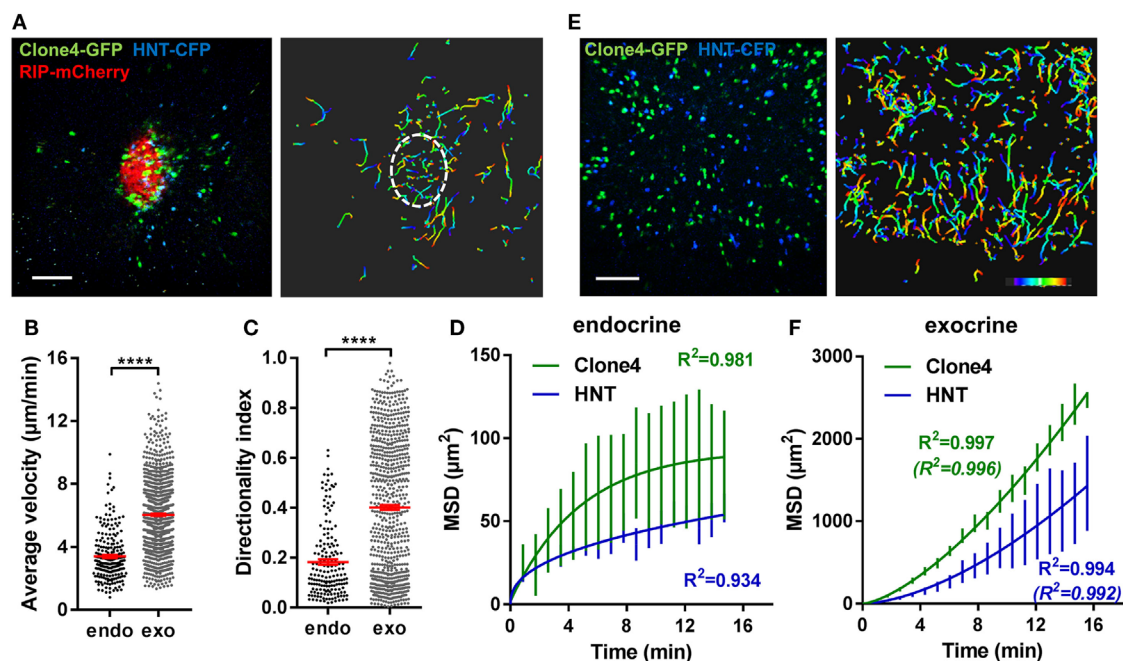 A
Clone4-GFP HNT-CFP
RIP-mCherry
E
Clone4-GFP HNT-CFP
B
Average velocity (µm/min)
16
12
8
4
0
****
endo exo
C
Directionality index
1.0
0.8
0.6
0.4
0.2
0.0
****
endo exo
D
endocrine
MSD (µm²)
150
100
50
0
Clone4
HNT
R²=0.981
R²=0.934
0 4 8 12 16
Time (min)
F
exocrine
MSD (µm²)
3000
2000
1000
0
Clone4
HNT
R²=0.997
(R²=0.996)
R²=0.994
(R²=0.992)
0 4 8 12 16
Time (min)